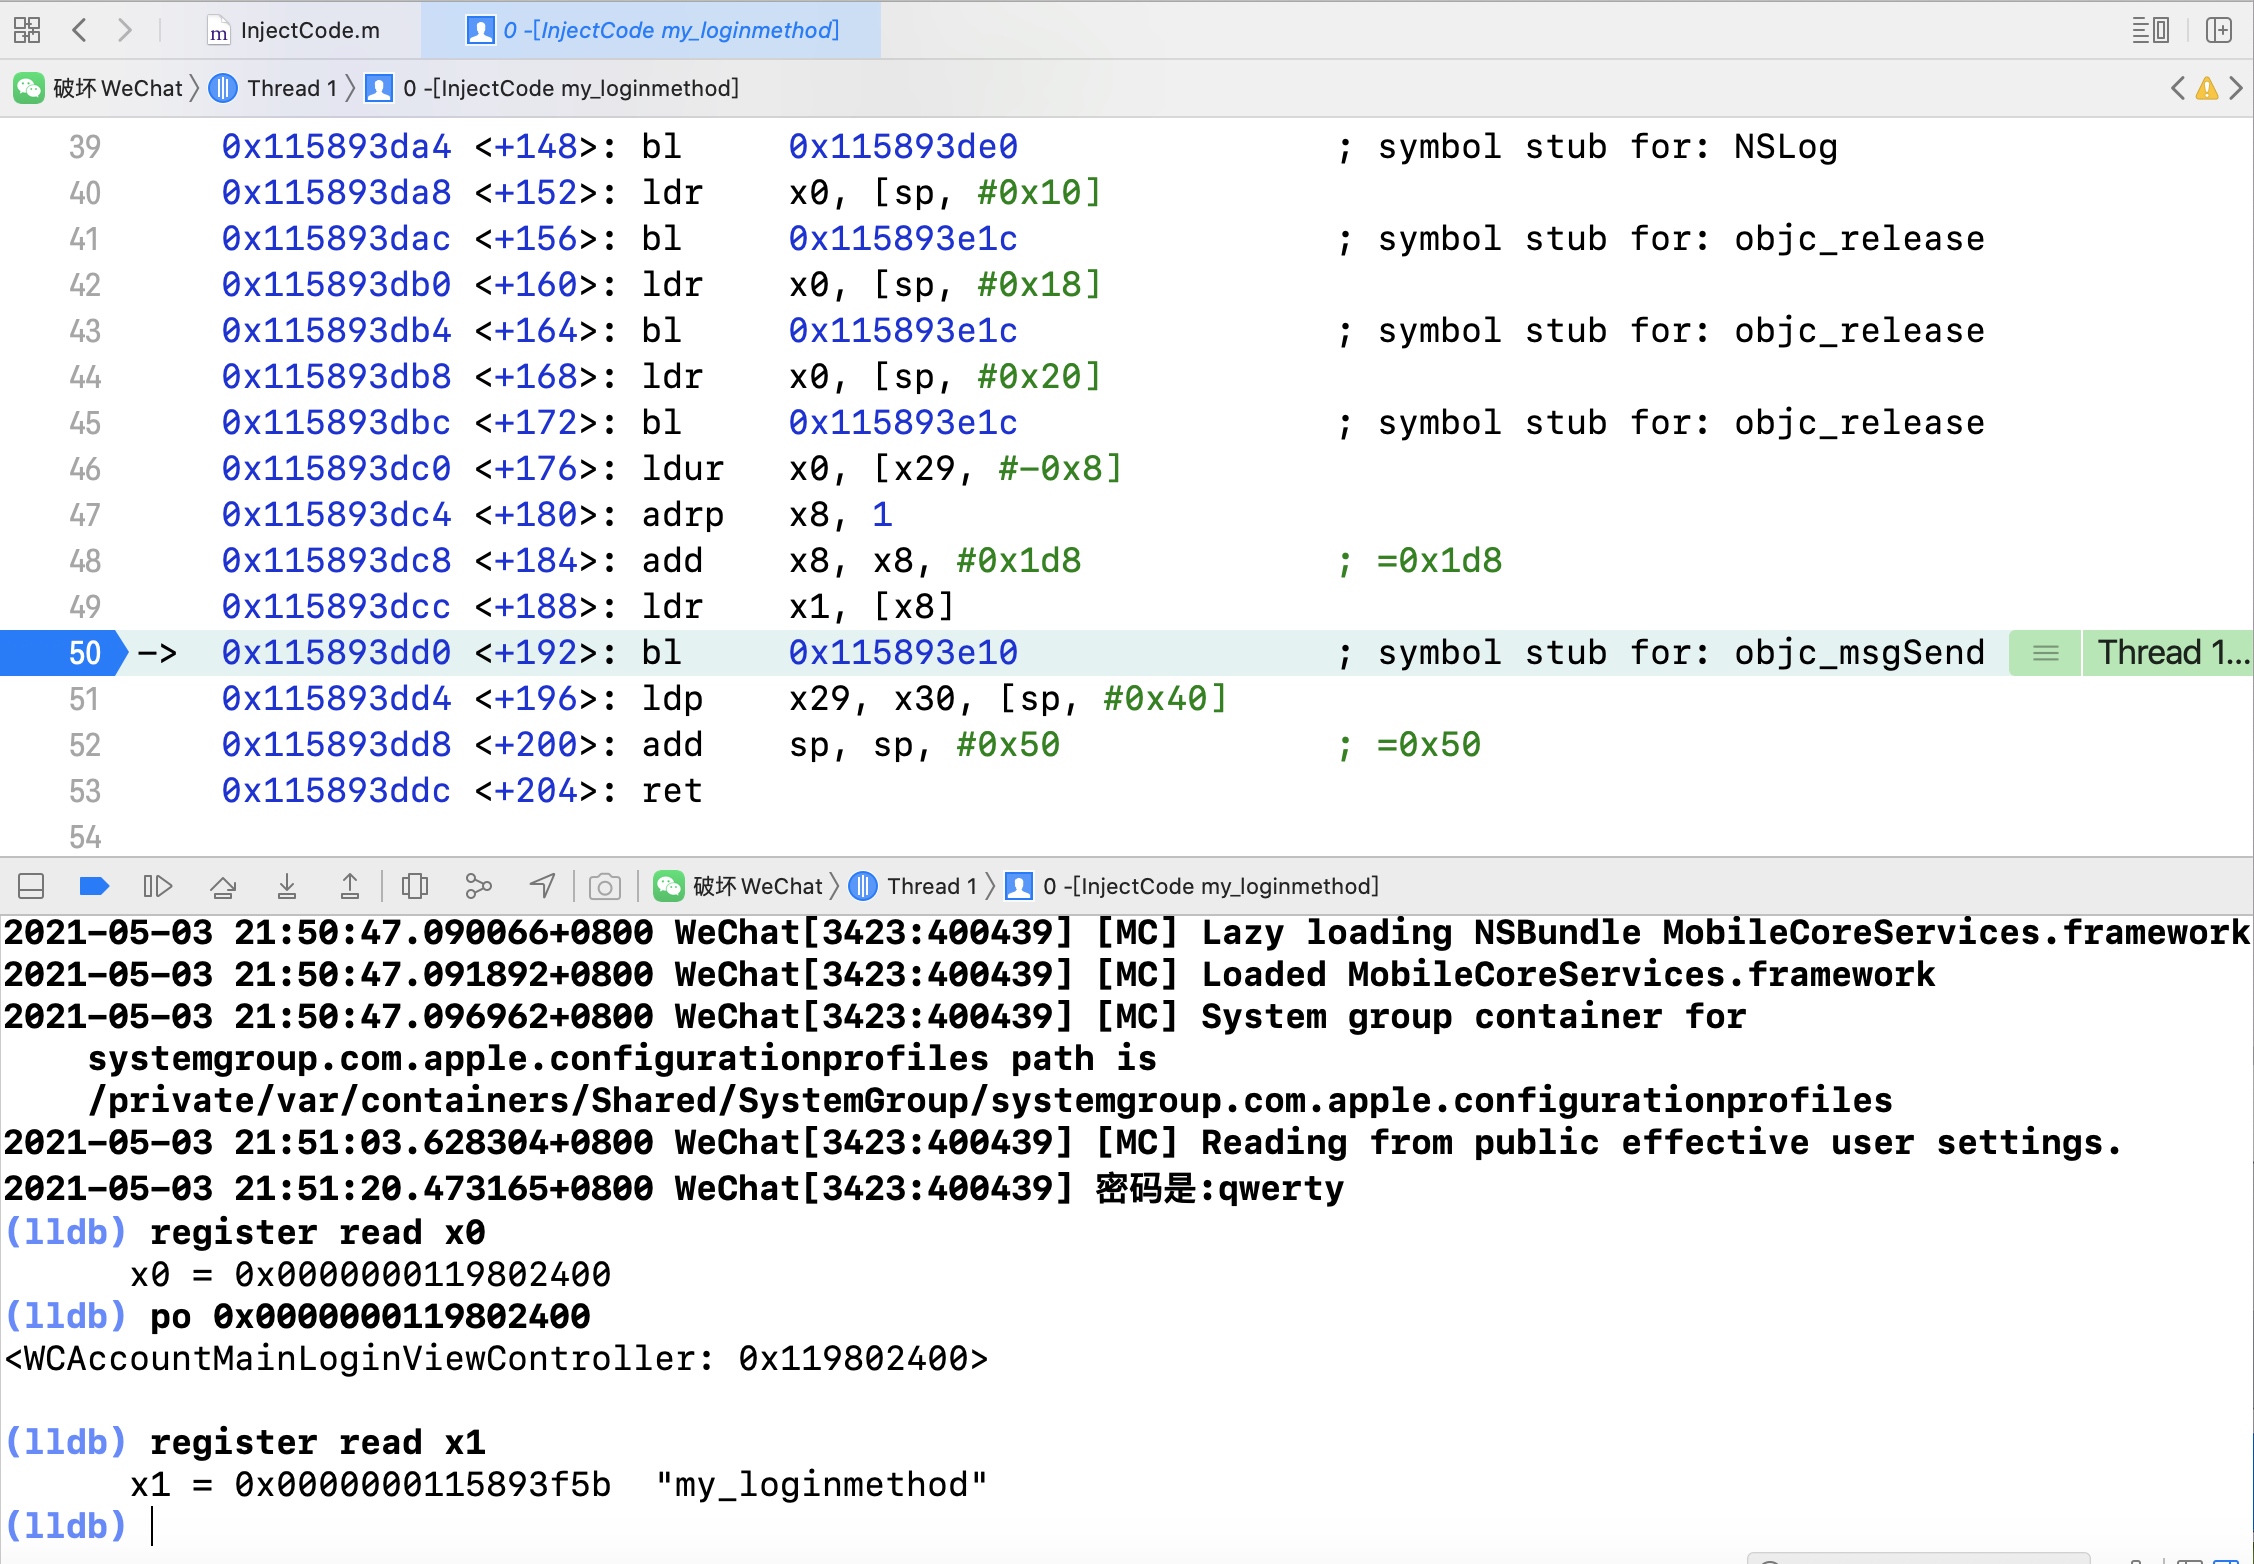 InjectCode.m 0 -[InjectCode my_loginmethod]
破坏 WeChat Thread 1 0 -[InjectCode my_loginmethod]
39 0x115893da4 <+148>: bl 0x115893de0 ; symbol stub for: NSLog
40 0x115893da8 <+152>: ldr x0, [sp, #0x10]
41 0x115893dac <+156>: bl 0x115893e1c ; symbol stub for: objc_release
42 0x115893db0 <+160>: ldr x0, [sp, #0x18]
43 0x115893db4 <+164>: bl 0x115893e1c ; symbol stub for: objc_release
44 0x115893db8 <+168>: ldr x0, [sp, #0x20]
45 0x115893dbc <+172>: bl 0x115893e1c ; symbol stub for: objc_release
46 0x115893dc0 <+176>: ldur x0, [x29, #-0x8]
47 0x115893dc4 <+180>: adrp x8, 1
48 0x115893dc8 <+184>: add x8, x8, #0x1d8 ; =0x1d8
49 0x115893dcc <+188>: ldr x1, [x8]
50 -> 0x115893dd0 <+192>: bl 0x115893e10 ; symbol stub for: objc_msgSend Thread 1...
51 0x115893dd4 <+196>: ldp x29, x30, [sp, #0x40]
52 0x115893dd8 <+200>: add sp, sp, #0x50 ; =0x50
53 0x115893ddc <+204>: ret
54
破坏 WeChat Thread 1 0 -[InjectCode my_loginmethod]
2021-05-03 21:50:47.090066+0800 WeChat[3423:400439] [MC] Lazy loading NSBundle MobileCoreServices.framework
2021-05-03 21:50:47.091892+0800 WeChat[3423:400439] [MC] Loaded MobileCoreServices.framework
2021-05-03 21:50:47.096962+0800 WeChat[3423:400439] [MC] System group container for
systemgroup.com.apple.configurationprofiles path is
/private/var/containers/Shared/SystemGroup/systemgroup.com.apple.configurationprofiles
2021-05-03 21:51:03.628304+0800 WeChat[3423:400439] [MC] Reading from public effective user settings.
2021-05-03 21:51:20.473165+0800 WeChat[3423:400439] 密码是:qwerty
(lldb) register read x0
x0 = 0x0000000119802400
(lldb) po 0x0000000119802400
<WCAccountMainLoginViewController: 0x119802400>
(lldb) register read x1
x1 = 0x0000000115893f5b "my_loginmethod"
(lldb)